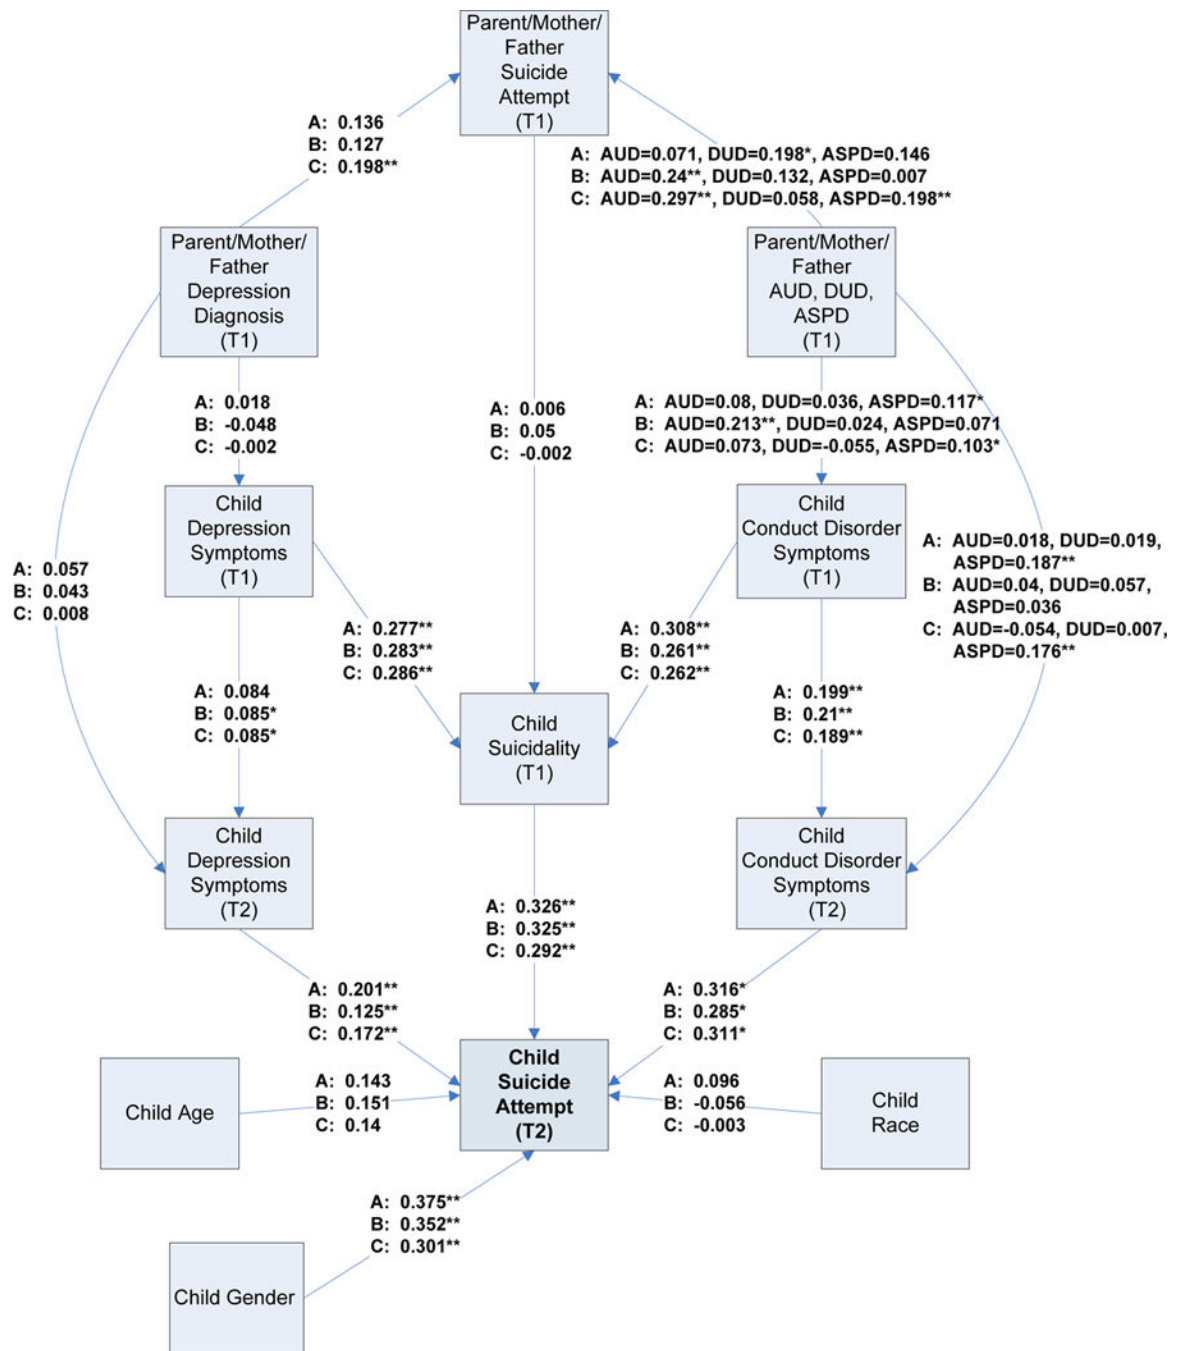 Parent/Mother/
Father
Suicide
Attempt
(T1)
A: 0.136
B: 0.127
C: 0.198**
A: AUD=0.071, DUD=0.198*, ASPD=0.146
B: AUD=0.24**, DUD=0.132, ASPD=0.007
C: AUD=0.297**, DUD=0.058, ASPD=0.198**
Parent/Mother/
Father
Depression
Diagnosis
(T1)
Parent/Mother/
Father
AUD, DUD,
ASPD
(T1)
A: 0.018
B: -0.048
C: -0.002
A: 0.006
B: 0.05
C: -0.002
A: AUD=0.08, DUD=0.036, ASPD=0.117*
B: AUD=0.213**, DUD=0.024, ASPD=0.071
C: AUD=0.073, DUD=-0.055, ASPD=0.103*
Child
Depression
Symptoms
(T1)
Child
Conduct Disorder
Symptoms
(T1)
A: 0.057
B: 0.043
C: 0.008
A: AUD=0.018, DUD=0.019,
ASPD=0.187**
B: AUD=0.04, DUD=0.057,
ASPD=0.036
C: AUD=-0.054, DUD=0.007,
ASPD=0.176**
A: 0.277**
B: 0.283**
C: 0.286**
A: 0.308**
B: 0.261**
C: 0.262**
A: 0.084
B: 0.085*
C: 0.085*
Child
Suicidality
(T1)
A: 0.199**
B: 0.21**
C: 0.189**
Child
Depression
Symptoms
(T2)
Child
Conduct Disorder
Symptoms
(T2)
A: 0.326**
B: 0.325**
C: 0.292**
A: 0.201**
B: 0.125**
C: 0.172**
A: 0.316*
B: 0.285*
C: 0.311*
Child
Suicide
Attempt
(T2)
Child Age
A: 0.143
B: 0.151
C: 0.14
A: 0.096
B: -0.056
C: -0.003
Child
Race
A: 0.375**
B: 0.352**
C: 0.301**
Child Gender